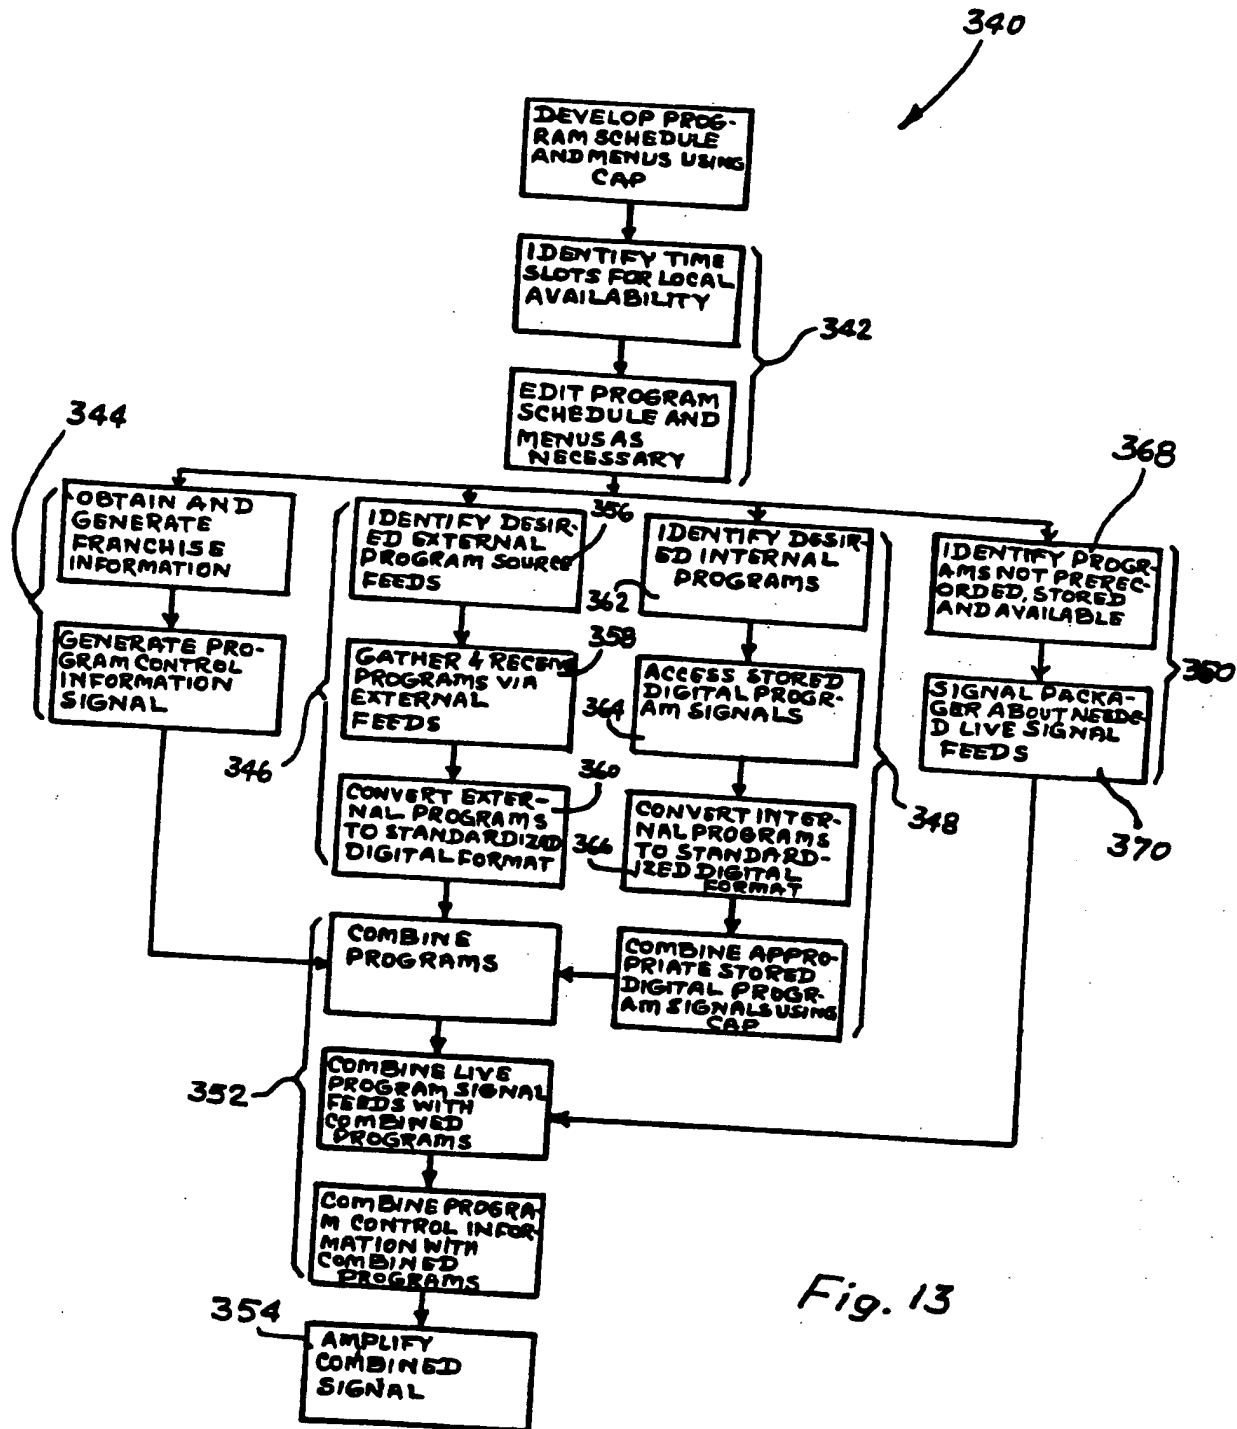 340
DEVELOP PROG-
RAM SCHEDULE
AND MENUS USING
CAP
IDENTIFY TIME
SLOTS FOR LOCAL
AVAILABILITY
342
EDIT PROGRAM
SCHEDULE AND
MENUS AS
NECESSARY
344
OBTAIN AND
GENERATE
FRANCHISE
INFORMATION
GENERATE PRO-
GRAM CONTROL
INFORMATION
SIGNAL
346
IDENTIFY DESIR-
ED EXTERNAL
PROGRAM SOURCE
FEEDS
356
GATHER & RECEIVE
PROGRAMS VIA
EXTERNAL
FEEDS
358
CONVERT EXTER-
NAL PROGRAMS
TO STANDARDIZED
DIGITAL FORMAT
360
IDENTIFY DESIR-
ED INTERNAL
PROGRAMS
362
ACCESS STORED
DIGITAL PROGR-
AM SIGNALS
364
CONVERT INTER-
NAL PROGRAMS
TO STANDARD-
IZED DIGITAL
FORMAT
366
COMBINE APPRO-
PRIATE STORED
DIGITAL PROGR-
AM SIGNALS USING
CAP
348
368
IDENTIFY PROGR-
AMS NOT PREREC-
ORDED, STORED
AND AVAILABLE
SIGNAL PACKA-
GER ABOUT NEEDE-
D LIVE SIGNAL
FEEDS
370
352
COMBINE
PROGRAMS
COMBINE LIVE
PROGRAM SIGNAL
FEEDS WITH
COMBINED
PROGRAMS
COMBINE PROGRA-
M CONTROL INFOR-
MATION WITH
COMBINED
PROGRAMS
354
AMPLIFY
COMBINED
SIGNAL
Fig. 13